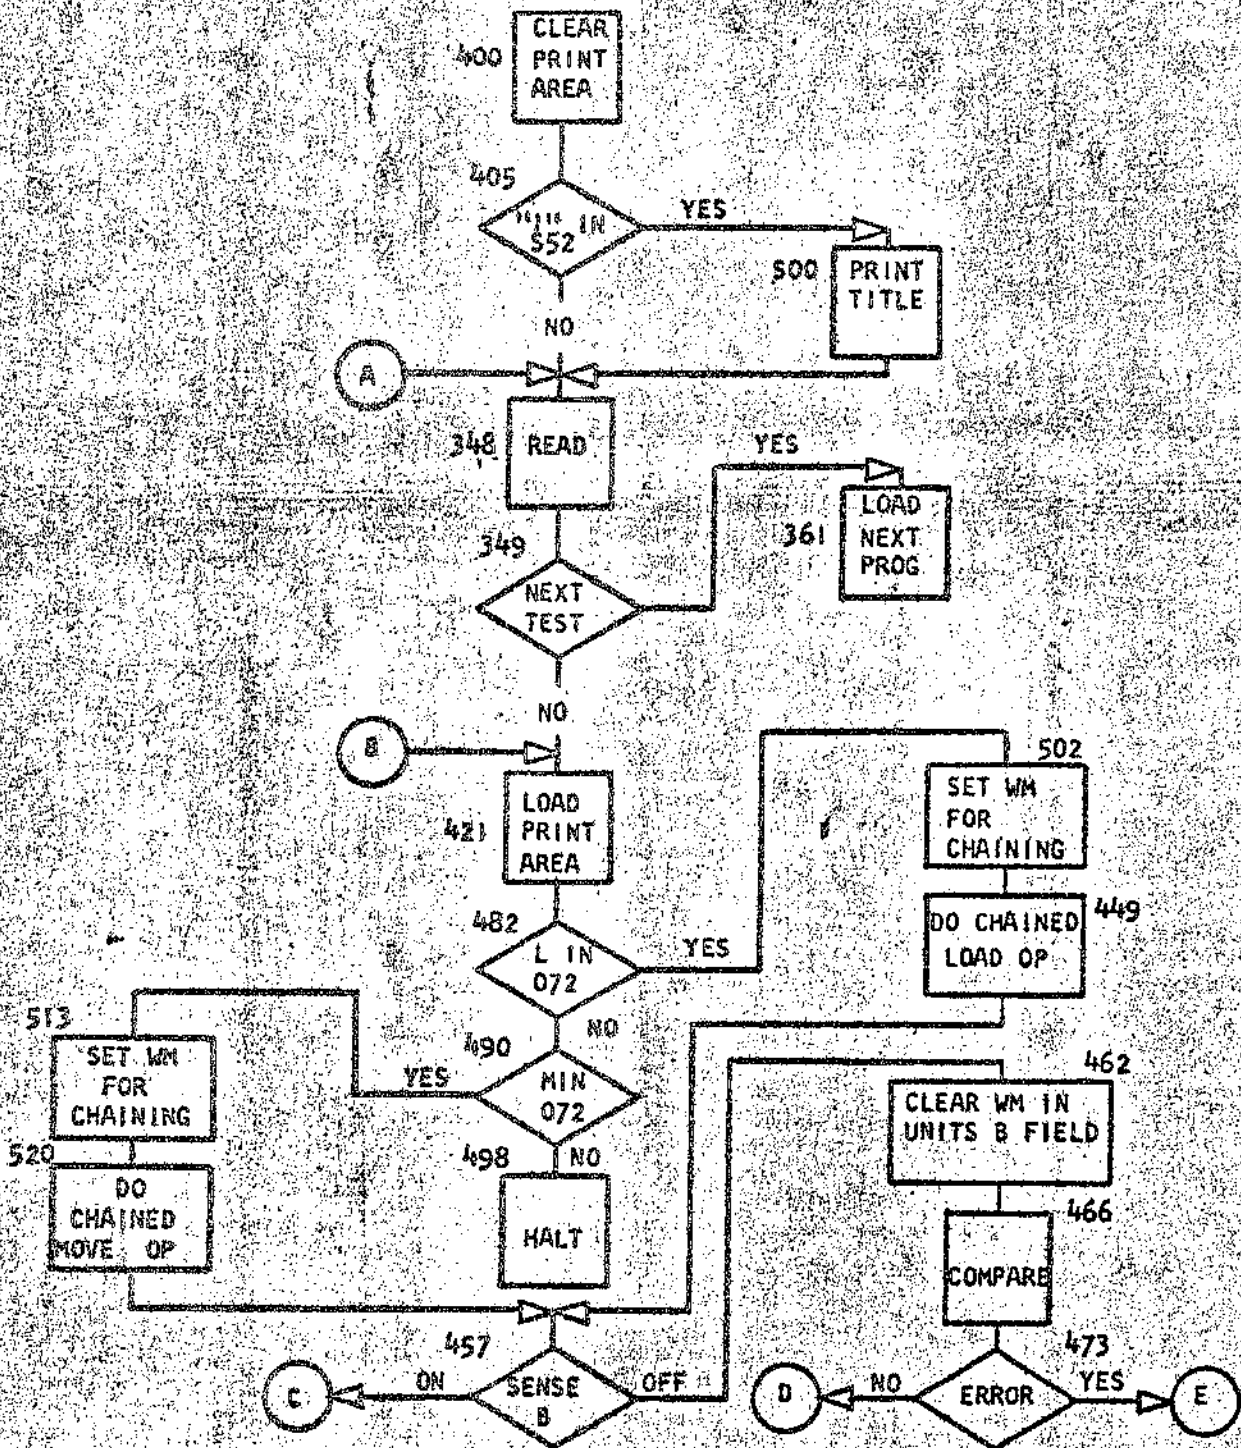 CLEAR
400 PRINT
AREA
405
IN
S52
YES
500 PRINT
TITLE
NO
A
348 READ
YES
349
LOAD
361 NEXT
PROG
NEXT
TEST
NO
B
502
SET WM
FOR
CHAINING
LOAD
421 PRINT
AREA
482
L IN
072
YES
DO CHAINED 449
LOAD OP
NO
513
SET WM
FOR
CHAINING
490
YES
MIN
072
462
CLEAR WM IN
UNITS B FIELD
520
DO
CHAINED
MOVE OP
498 NO
HALT
466
COMPARE
457
473
C
ON
SENSE
B
OFF
D
NO
ERROR
YES
E